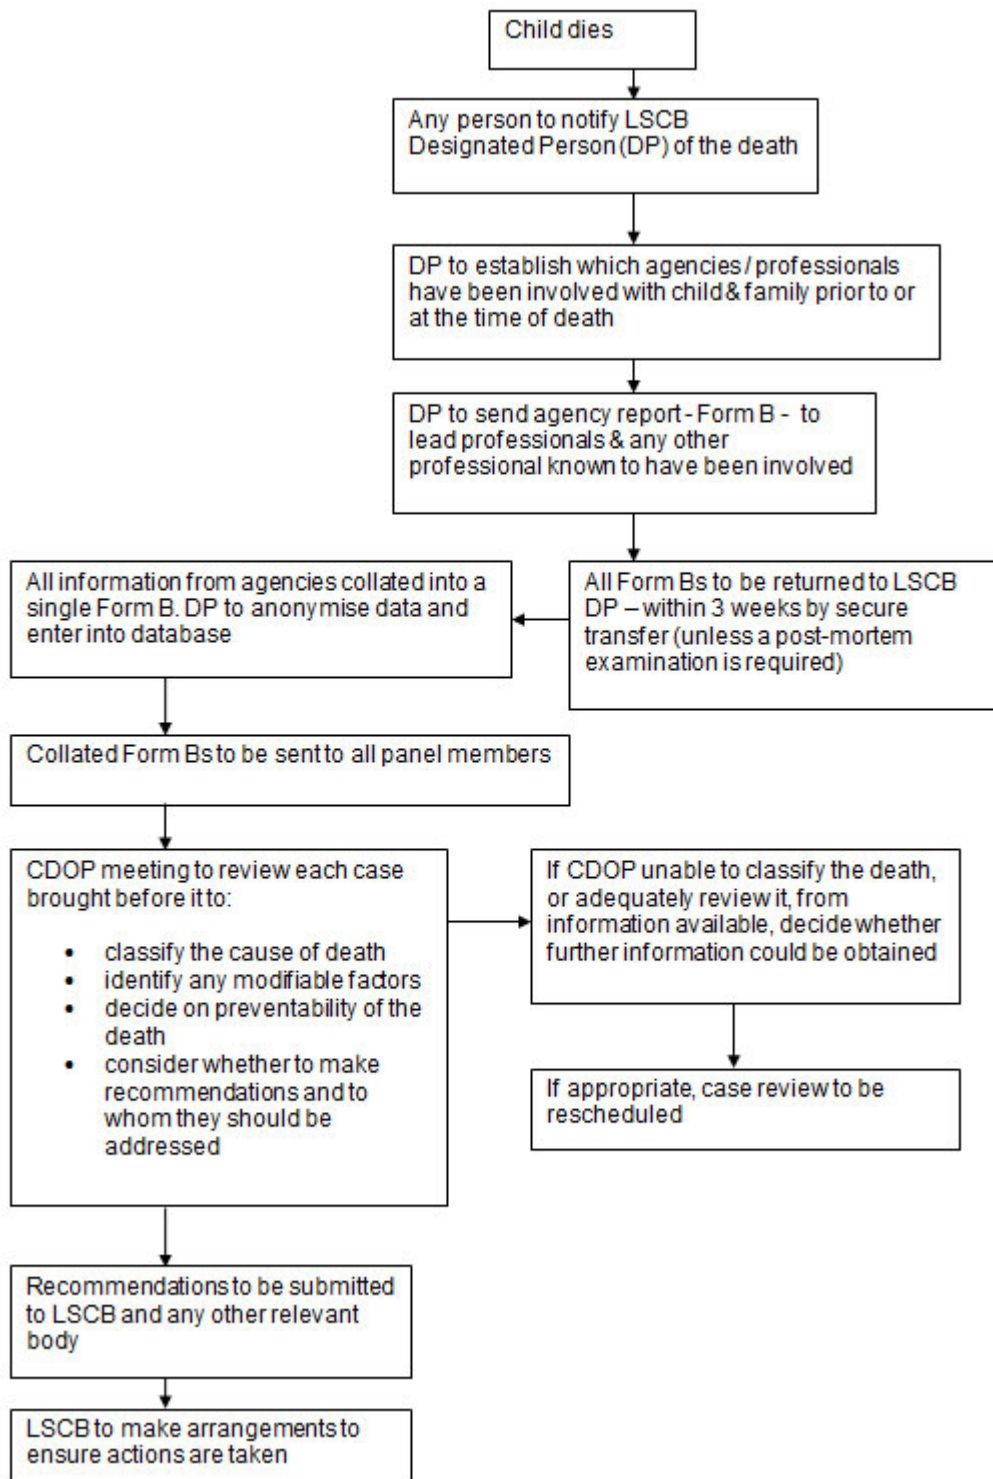 Child dies
Any person to notify LSCB
Designated Person (DP) of the death
DP to establish which agencies / professionals
have been involved with child & family prior to or
at the time of death
DP to send agency report - Form B - to
lead professionals & any other
professional known to have been involved
All Form Bs to be returned to LSCB
DP – within 3 weeks by secure
transfer (unless a post-mortem
examination is required)
All information from agencies collated into a
single Form B. DP to anonymise data and
enter into database
Collated Form Bs to be sent to all panel members
CDOP meeting to review each case
brought before it to:
• classify the cause of death
• identify any modifiable factors
• decide on preventability of the
death
• consider whether to make
recommendations and to
whom they should be
addressed
If CDOP unable to classify the death,
or adequately review it, from
information available, decide whether
further information could be obtained
If appropriate, case review to be
rescheduled
Recommendations to be submitted
to LSCB and any other relevant
body
LSCB to make arrangements to
ensure actions are taken